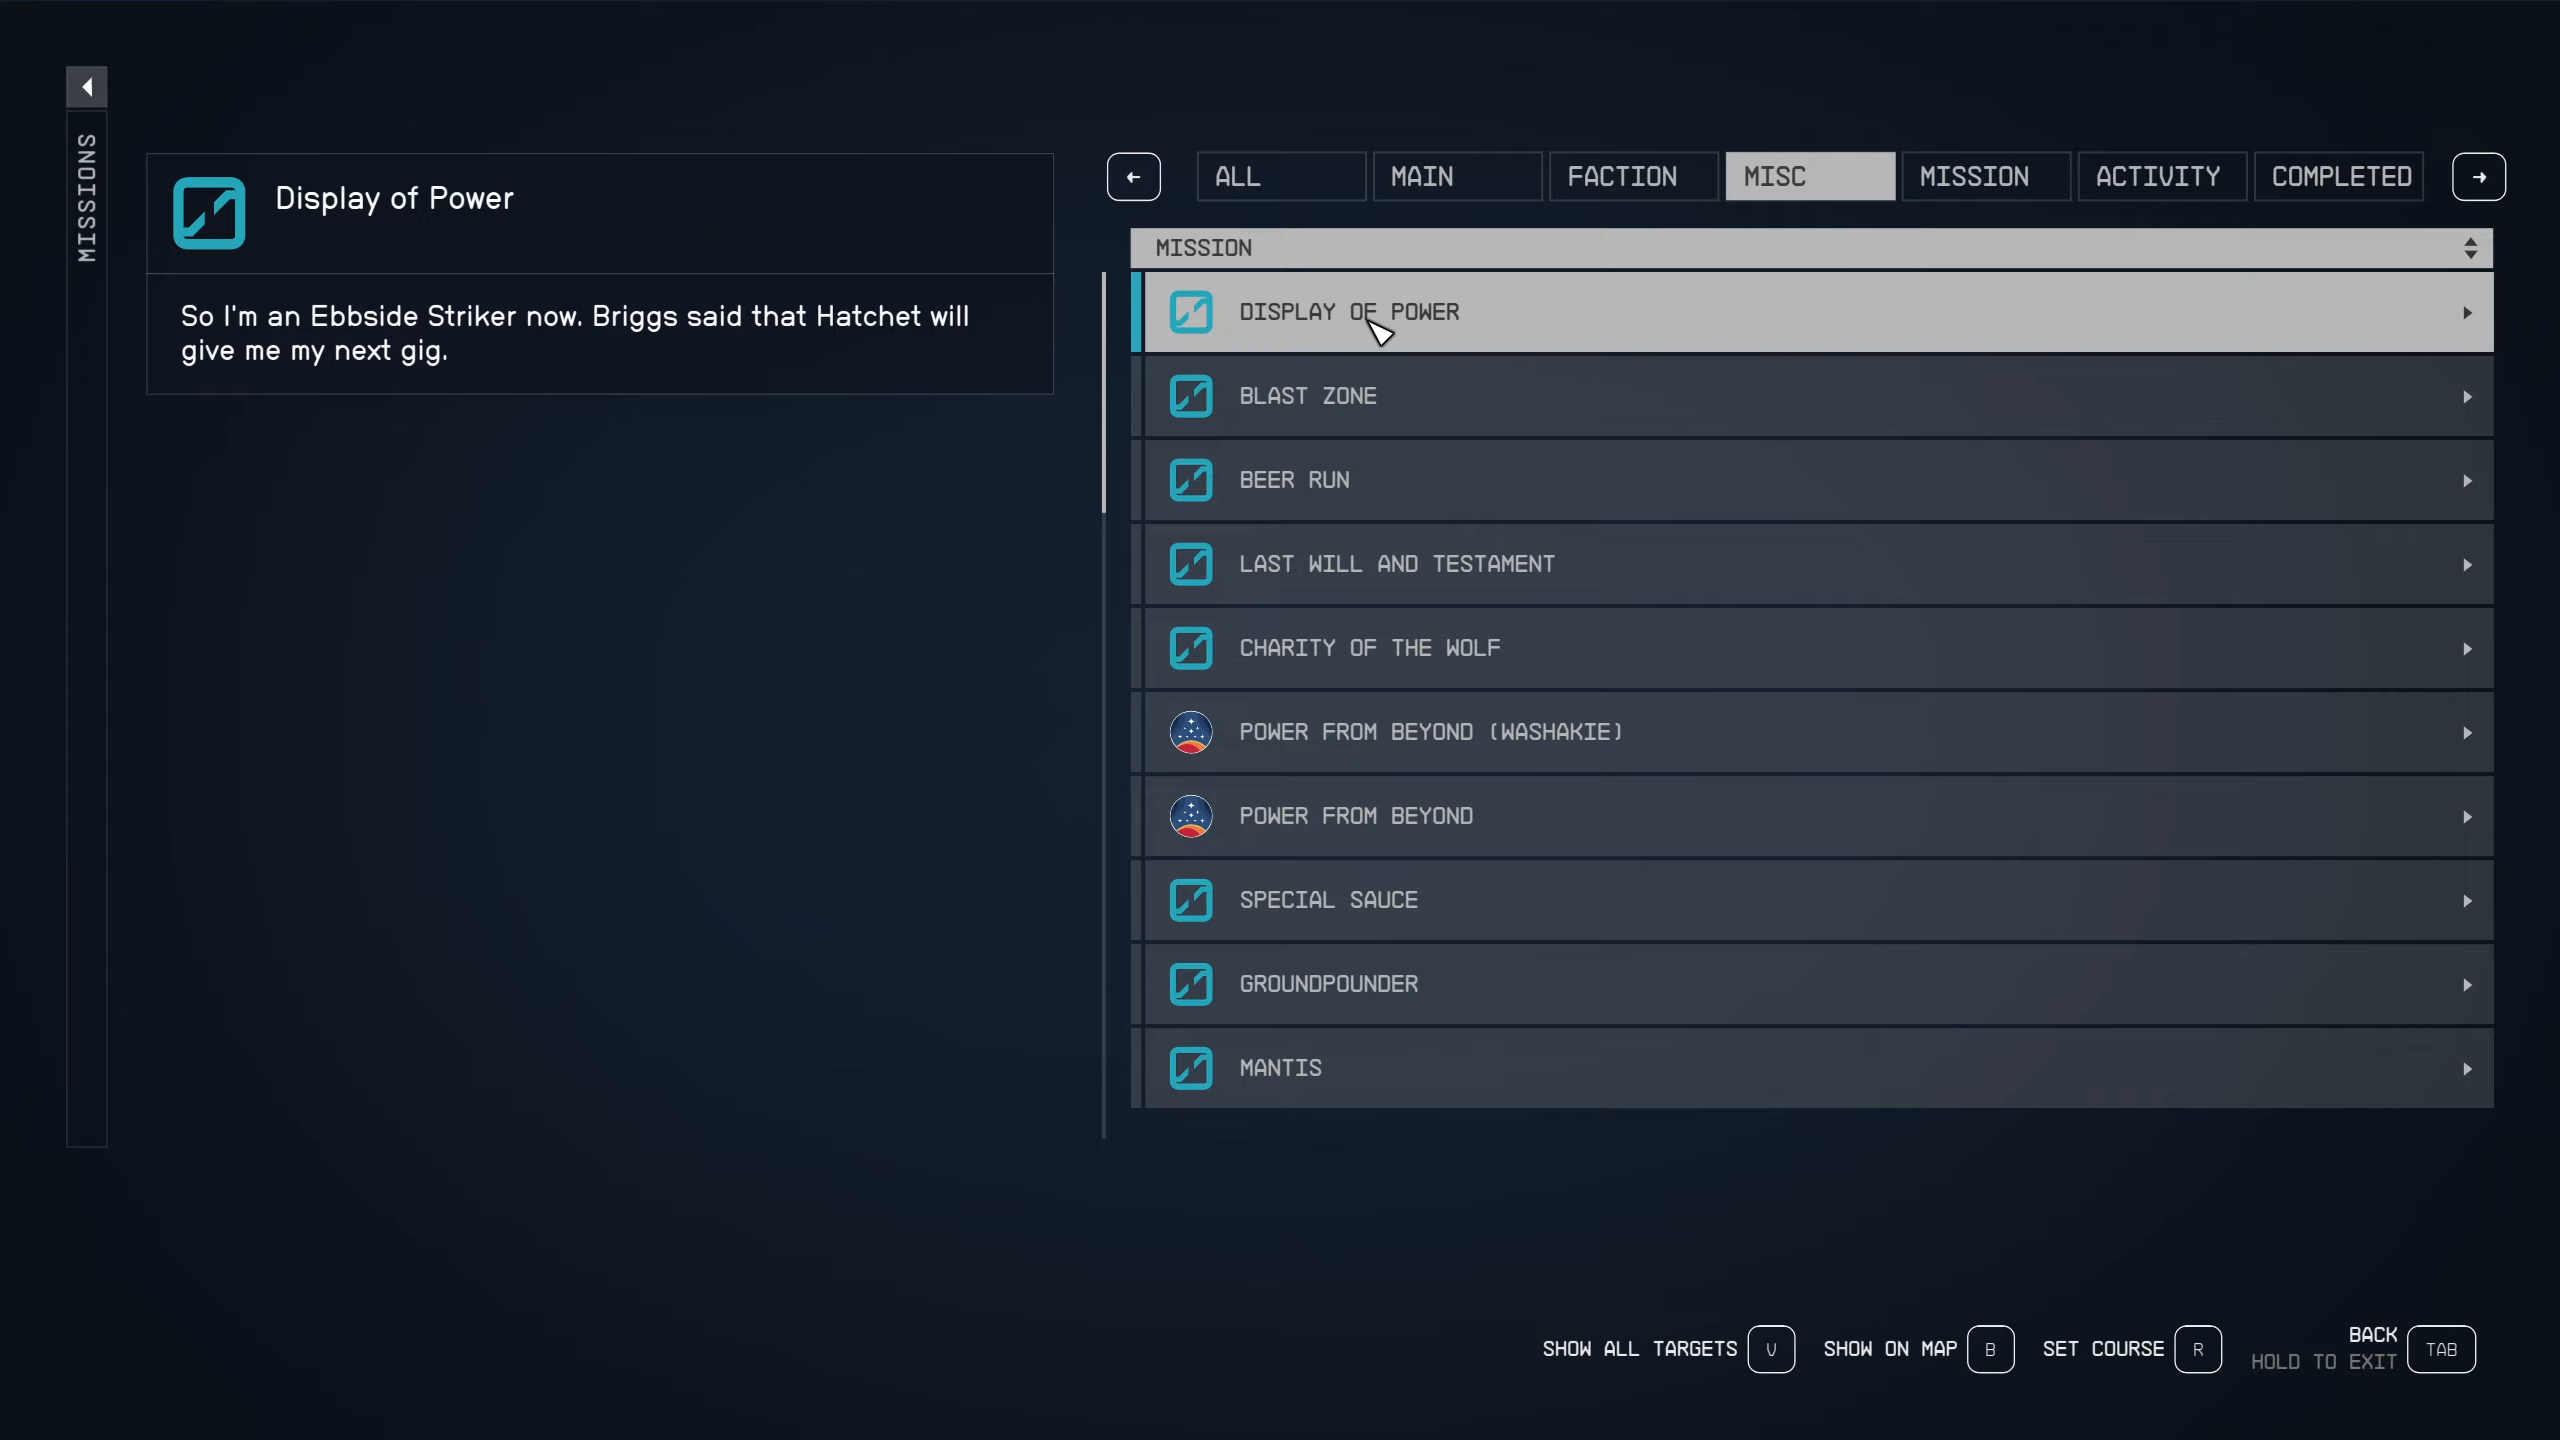 MISSIONS
Display of Power
So I'm an Ebbside Striker now. Briggs said that Hatchet will
give me my next gig.
ALL
MAIN
FACTION
MISC
MISSION
ACTIVITY
COMPLETED
MISSION
DISPLAY OF POWER
BLAST ZONE
BEER RUN
LAST WILL AND TESTAMENT
CHARITY OF THE WOLF
POWER FROM BEYOND (WASHAKIE)
POWER FROM BEYOND
SPECIAL SAUCE
GROUNDPOUNDER
MANTIS
SHOW ALL TARGETS V
SHOW ON MAP B
SET COURSE R
BACK
HOLD TO EXIT
TAB